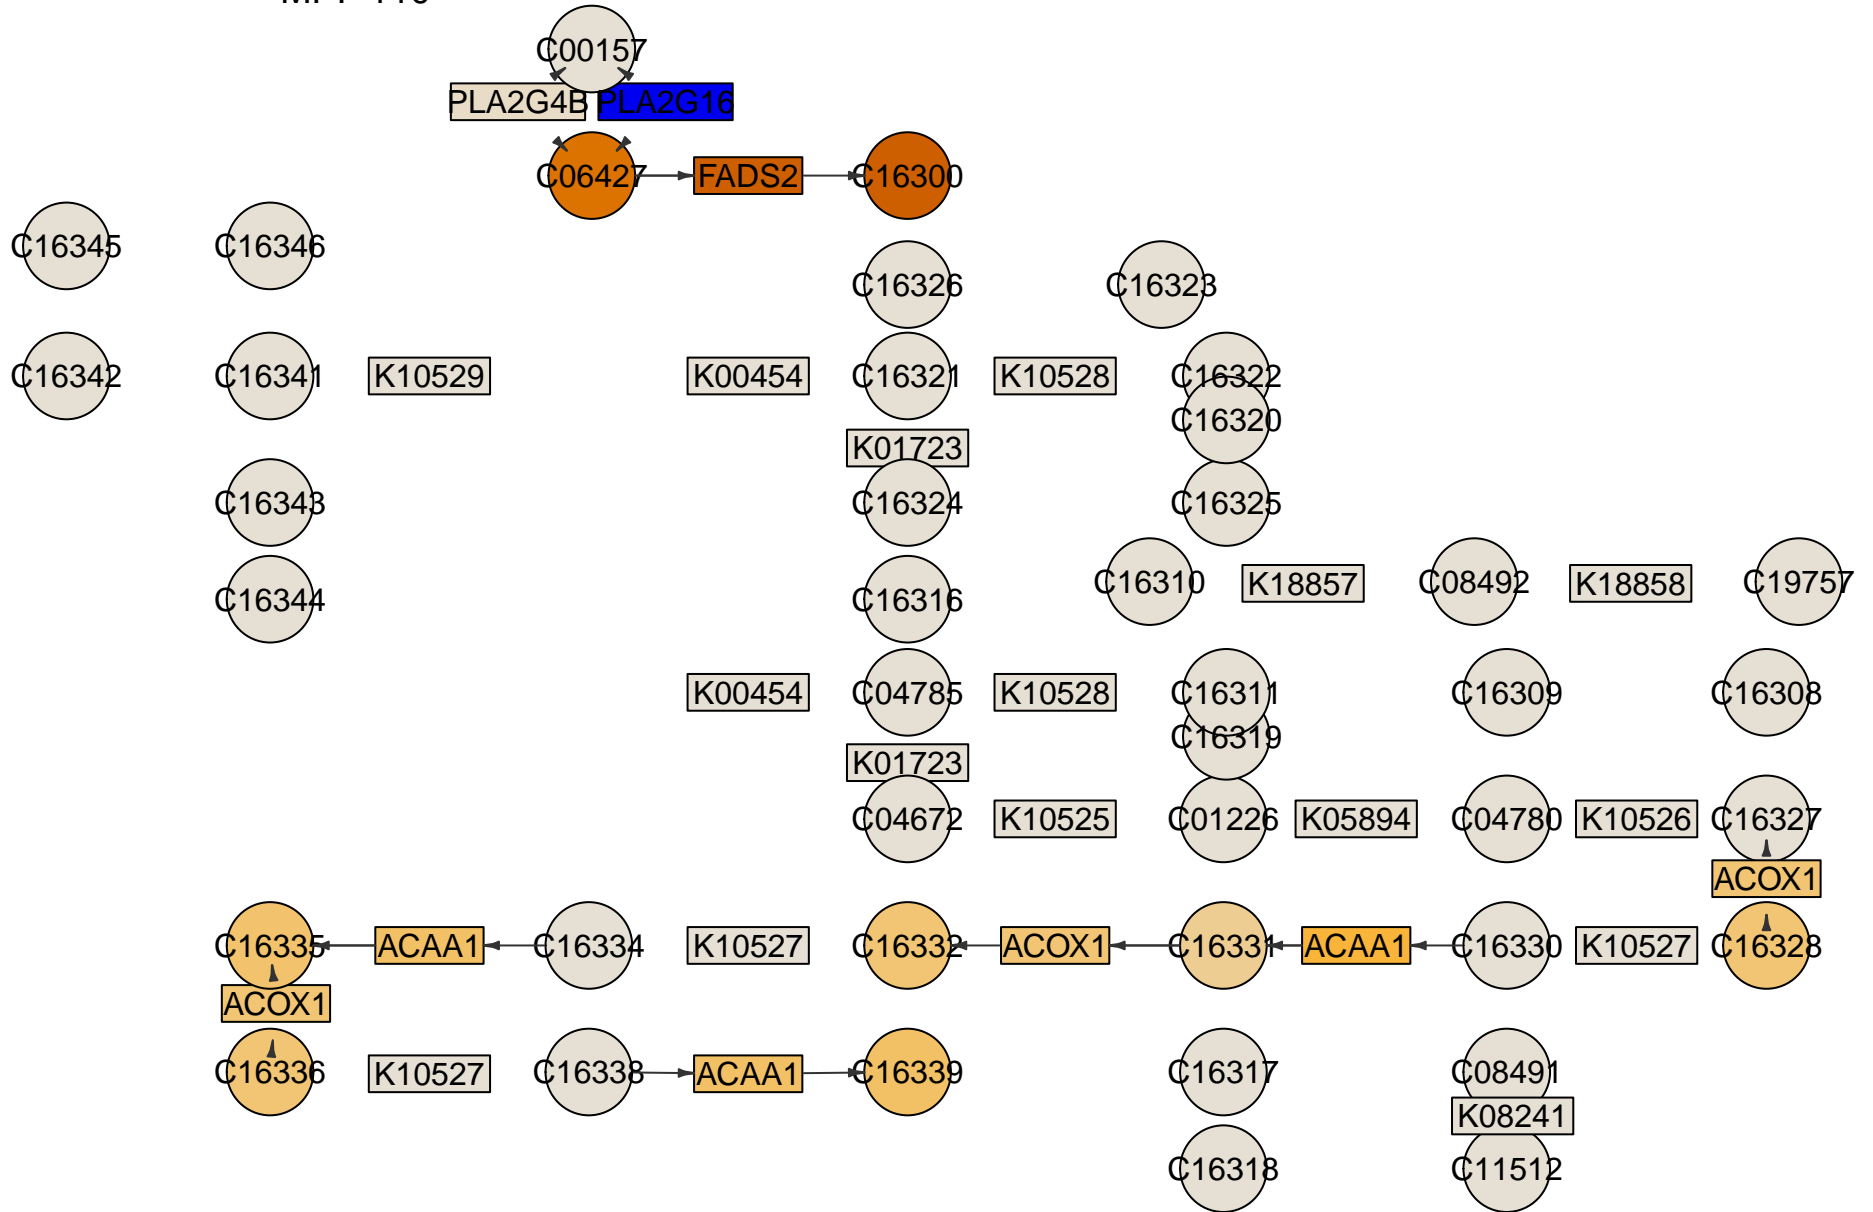 C00157
PLA2G4B PLA2G16
C06427 FADS2 C16300
C16345 C16346
C16326 C16323
C16342 C16341 K10529 K00454 C16321 K10528 C16322
C16320
K01723
C16343 C16324 C16325
C16310 K18857 C08492 K18858 C19757
C16344 C16316
K00454 C04785 K10528 C16311 C16309 C16308
C16319
K01723
C04672 K10525 C01226 K05894 C04780 K10526 C16327
ACOX1
C16335 ACAA1 C16334 K10527 C16332 ACOX1 C16331 ACAA1 C16330 K10527 C16328
ACOX1
C16336 K10527 C16338 ACAA1 C16339 C16317 C08491
K08241
C16318 C11512